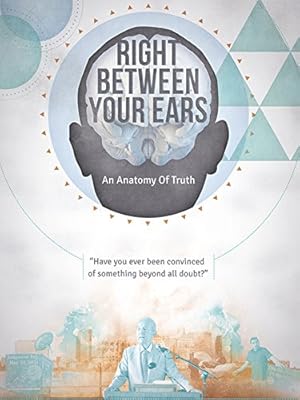 RIGHT
BETWEEN
YOUR EARS
An Anatomy Of Truth
“Have you ever been convinced
of something beyond all doubt?”